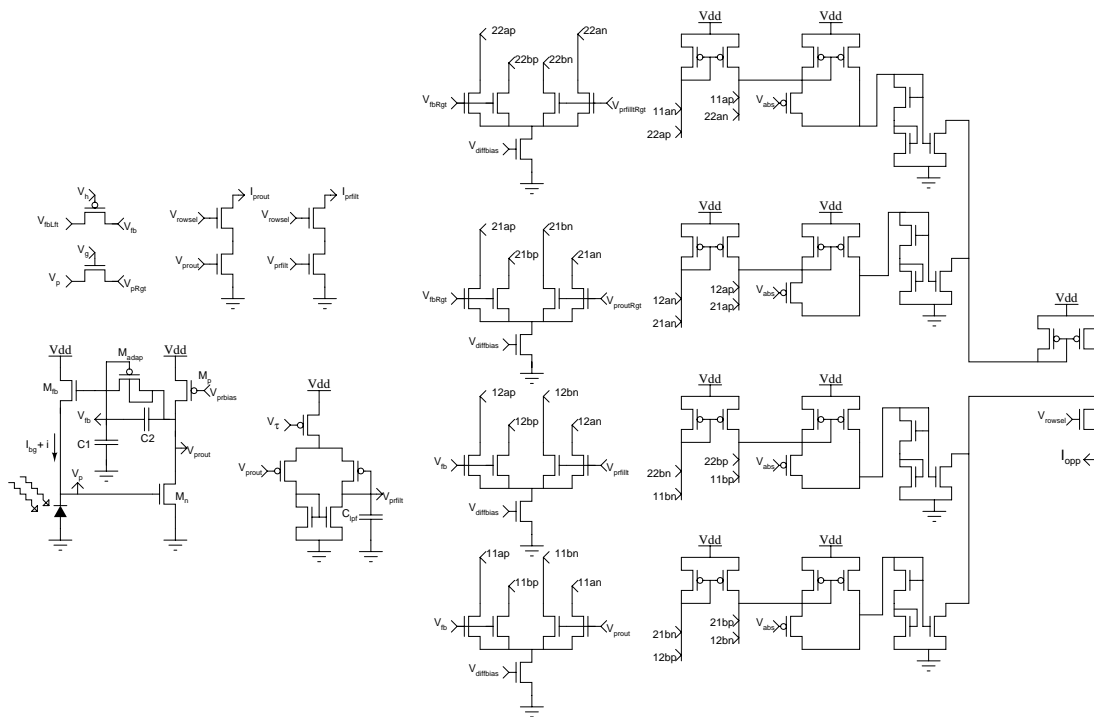 Vdd Vdd
22ap 22an
22bp 22bn
VfbRgt VprfilltRgt
11an 11ap
22ap 22an
Vabs
Vdiffbias
Vh Iprout Iprfilt
VfbLft Vfb Vrowsel Vrowsel
Vg
Vp VpRgt Vprout Vprfilt
Vdd Vdd
21ap 21bn
21bp 21an
VfbRgt VproutRgt
12an 12ap
21an 21ap
Vabs
Vdiffbias
Vdd
Vdd Madap Vdd
Mfb Mp
Vprbias
Vfb
C1 C2
Ibg + i
Vprout
Vp
Mn
Vdd
Vτ
Vprout
Vprfilt
Clpf
Vdd Vdd
12ap 12bn
12bp 12an
Vfb Vprfilt
22bn 22bp
11bn 11bp
Vabs
Vdiffbias
Vrowsel
Iopp
Vdd Vdd
11ap 11bn
11bp 11an
Vfb Vprout
21bn 21bp
12bp 12bn
Vabs
Vdiffbias